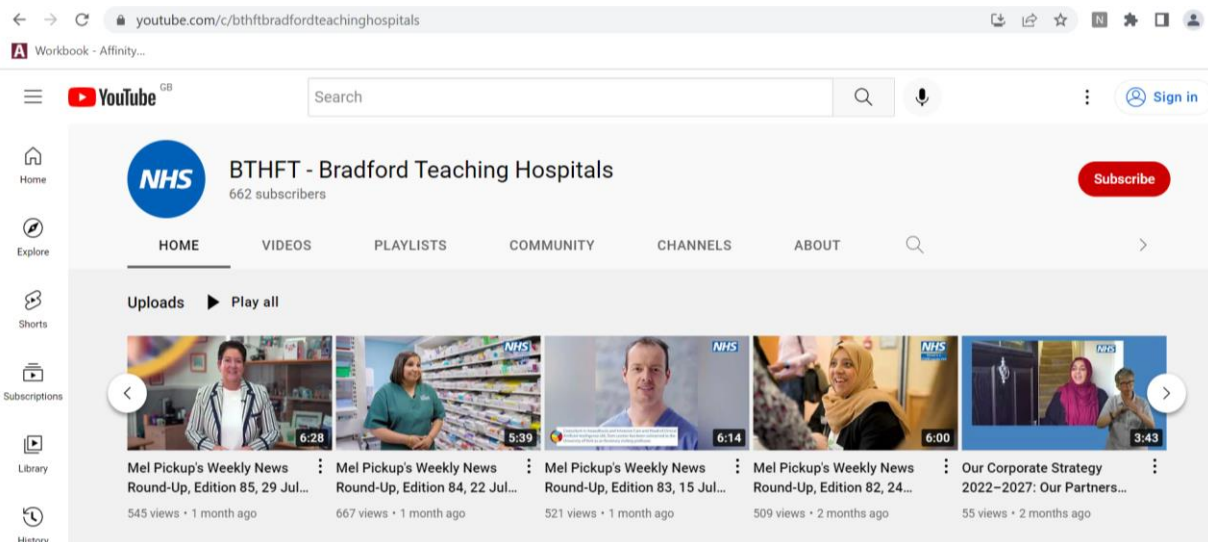 youtube.com/c/bthftbradfordteachinghospitals
N
A Workbook - Affinity...
YouTube GB
Search
Sign in
Home
NHS
BTHFT - Bradford Teaching Hospitals
662 subscribers
Subscribe
Explore
HOME VIDEOS PLAYLISTS COMMUNITY CHANNELS ABOUT
Shorts
Uploads Play all
Subscriptions
NHS
NHS
NHS
NHS
6:28
5:39
6:14
6:00
3:43
Library
Mel Pickup's Weekly News
Round-Up, Edition 85, 29 Jul...
545 views • 1 month ago
Mel Pickup's Weekly News
Round-Up, Edition 84, 22 Jul...
667 views • 1 month ago
Mel Pickup's Weekly News
Round-Up, Edition 83, 15 Jul...
521 views • 1 month ago
Mel Pickup's Weekly News
Round-Up, Edition 82, 24...
509 views • 2 months ago
Our Corporate Strategy
2022–2027: Our Partners...
55 views • 2 months ago
History